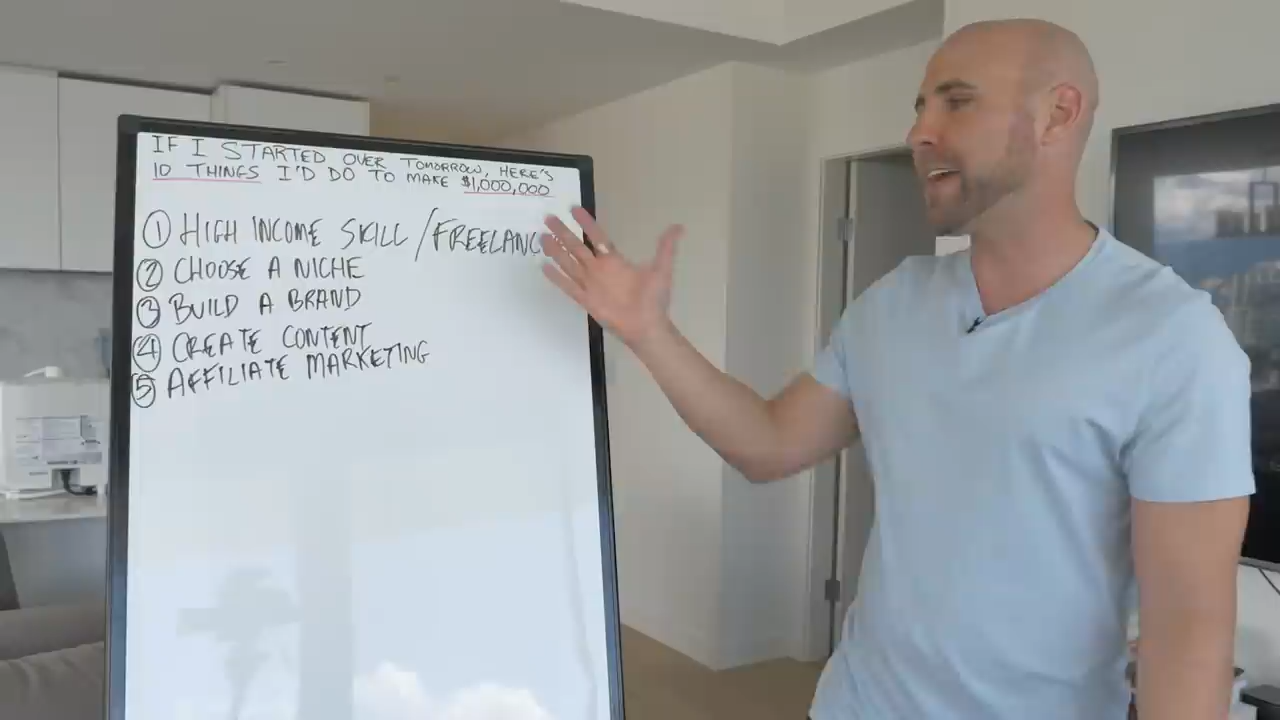 IF I STARTED OVER TOMORROW, HERE'S
10 THINGS I'D DO TO MAKE $1,000,000
① HIGH INCOME SKILL/FREELANC
② CHOOSE A NICHE
③ BUILD A BRAND
④ CREATE CONTENT
⑤ AFFILIATE MARKETING